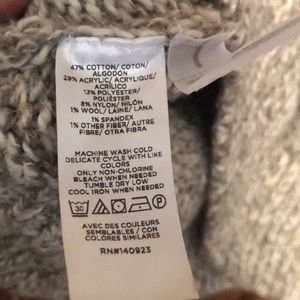 47% COTTON/ COTON/
ALGODÓN
29% ACRYLIC/ ACRYLIQUE/
ACRÍLICO
13% POLYESTER/
POLIÉSTER
8% NYLON/ NILÓN
1% WOOL/ LAINE/ LANA
1% SPANDEX
1% OTHER FIBER/ AUTRE
FIBRE/ OTRA FIBRA
MACHINE WASH COLD
DELICATE CYCLE WITH LIKE
COLORS
ONLY NON-CHLORINE
BLEACH WHEN NEEDED
TUMBLE DRY LOW
COOL IRON WHEN NEEDED
30
P
AVEC DES COULEURS
SEMBLABLES / CON
COLORES SIMILARES
RN#140923